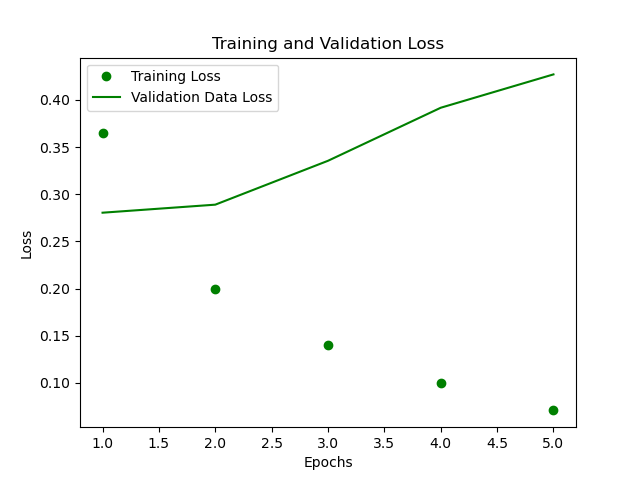 Training and Validation Loss
Training Loss
Validation Data Loss
0.40
0.35
0.30
0.25
0.20
0.15
0.10
Loss
1.0 1.5 2.0 2.5 3.0 3.5 4.0 4.5 5.0
Epochs